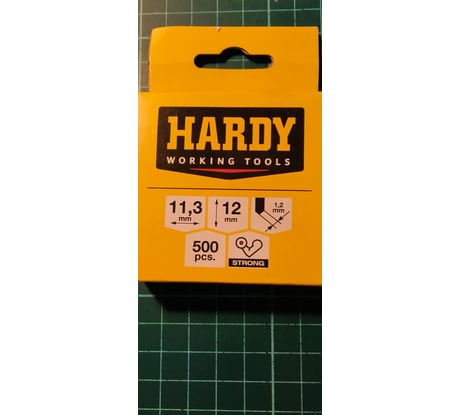 HARDY
WORKING TOOLS
11,3 12 1,2
mm mm mm
500
pcs. STRONG